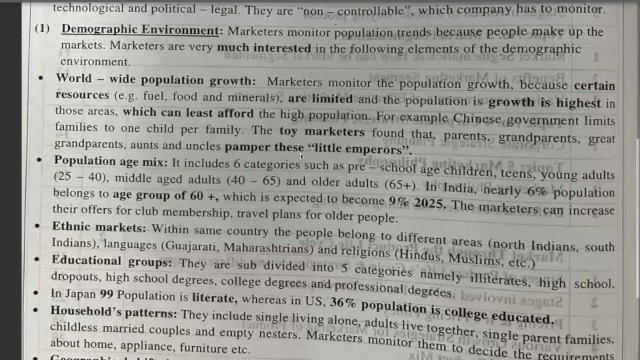 technological and political – legal. They are "non – controllable", which company has to monitor.
(1) Demographic Environment: Marketers monitor population trends because people make up the
markets. Marketers are very much interested in the following elements of the demographic
environment.
• World – wide population growth: Marketers monitor the population growth, because certain
resources (e.g. fuel, food and minerals), are limited and the population is growth is highest in
those areas, which can least afford the high population. For example Chinese government limits
families to one child per family. The toy marketers found that, parents, grandparents, great
grandparents, aunts and uncles pamper these "little emperors".
• Population age mix: It includes 6 categories such as pre – school age children, teens, young adults
(25 – 40), middle aged adults (40 – 65) and older adults (65+). In India, nearly 6% population
belongs to age group of 60 +, which is expected to become 9% 2025. The marketers can increase
their offers for club membership, travel plans for older people.
• Ethnic markets: Within same country the people belong to different areas (north Indians, south
Indians), languages (Guajarati, Maharashtrians) and religions (Hindus, Muslims, etc.)
• Educational groups: They are sub divided into 5 categories namely illiterates, high school.
dropouts, high school degrees, college degrees and professional degrees.
• In Japan 99 Population is literate, whereas in US, 36% population is college educated.
• Household's patterns: They include single living alone, adults live together, single parent families,
childless married couples and empty nesters. Marketers monitor them to decide the requirements
about home, appliance, furniture etc.